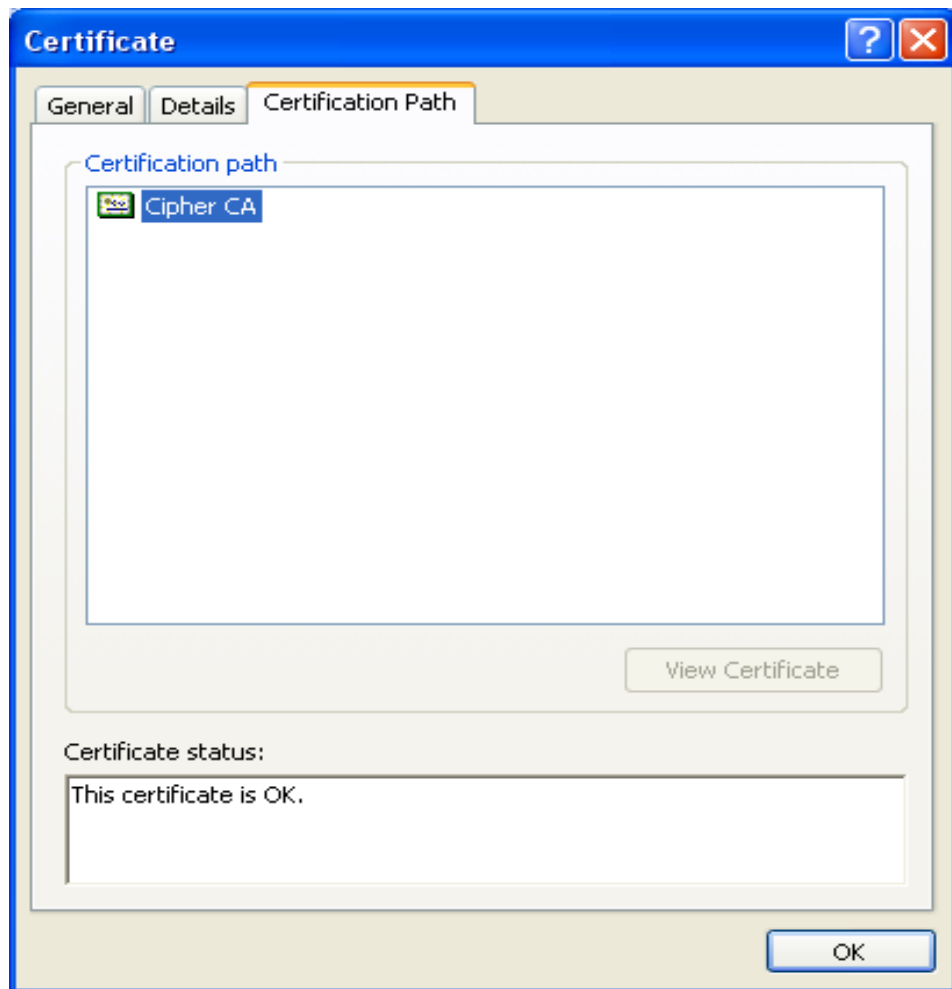 Certificate
General Details Certification Path
Certification path
Cipher CA
View Certificate
Certificate status:
This certificate is OK.
OK